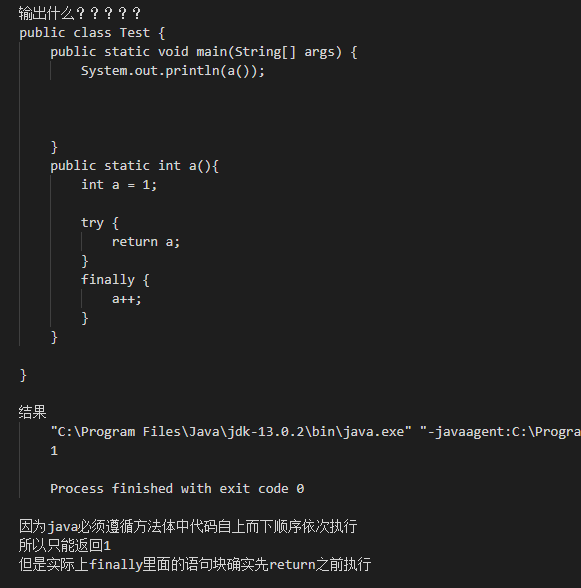 输出什么？？？？？
public class Test {
    public static void main(String[] args) {
        System.out.println(a());
    }
    public static int a(){
        int a = 1;
        try {
            return a;
        }
        finally {
            a++;
        }
    }
}
结果
    "C:\Program Files\Java\jdk-13.0.2\bin\java.exe" "-javaagent:C:\Progra
    1
    Process finished with exit code 0
因为java必须遵循方法体中代码自上而下顺序依次执行
所以只能返回1
但是实际上finally里面的语句块确实先return之前执行